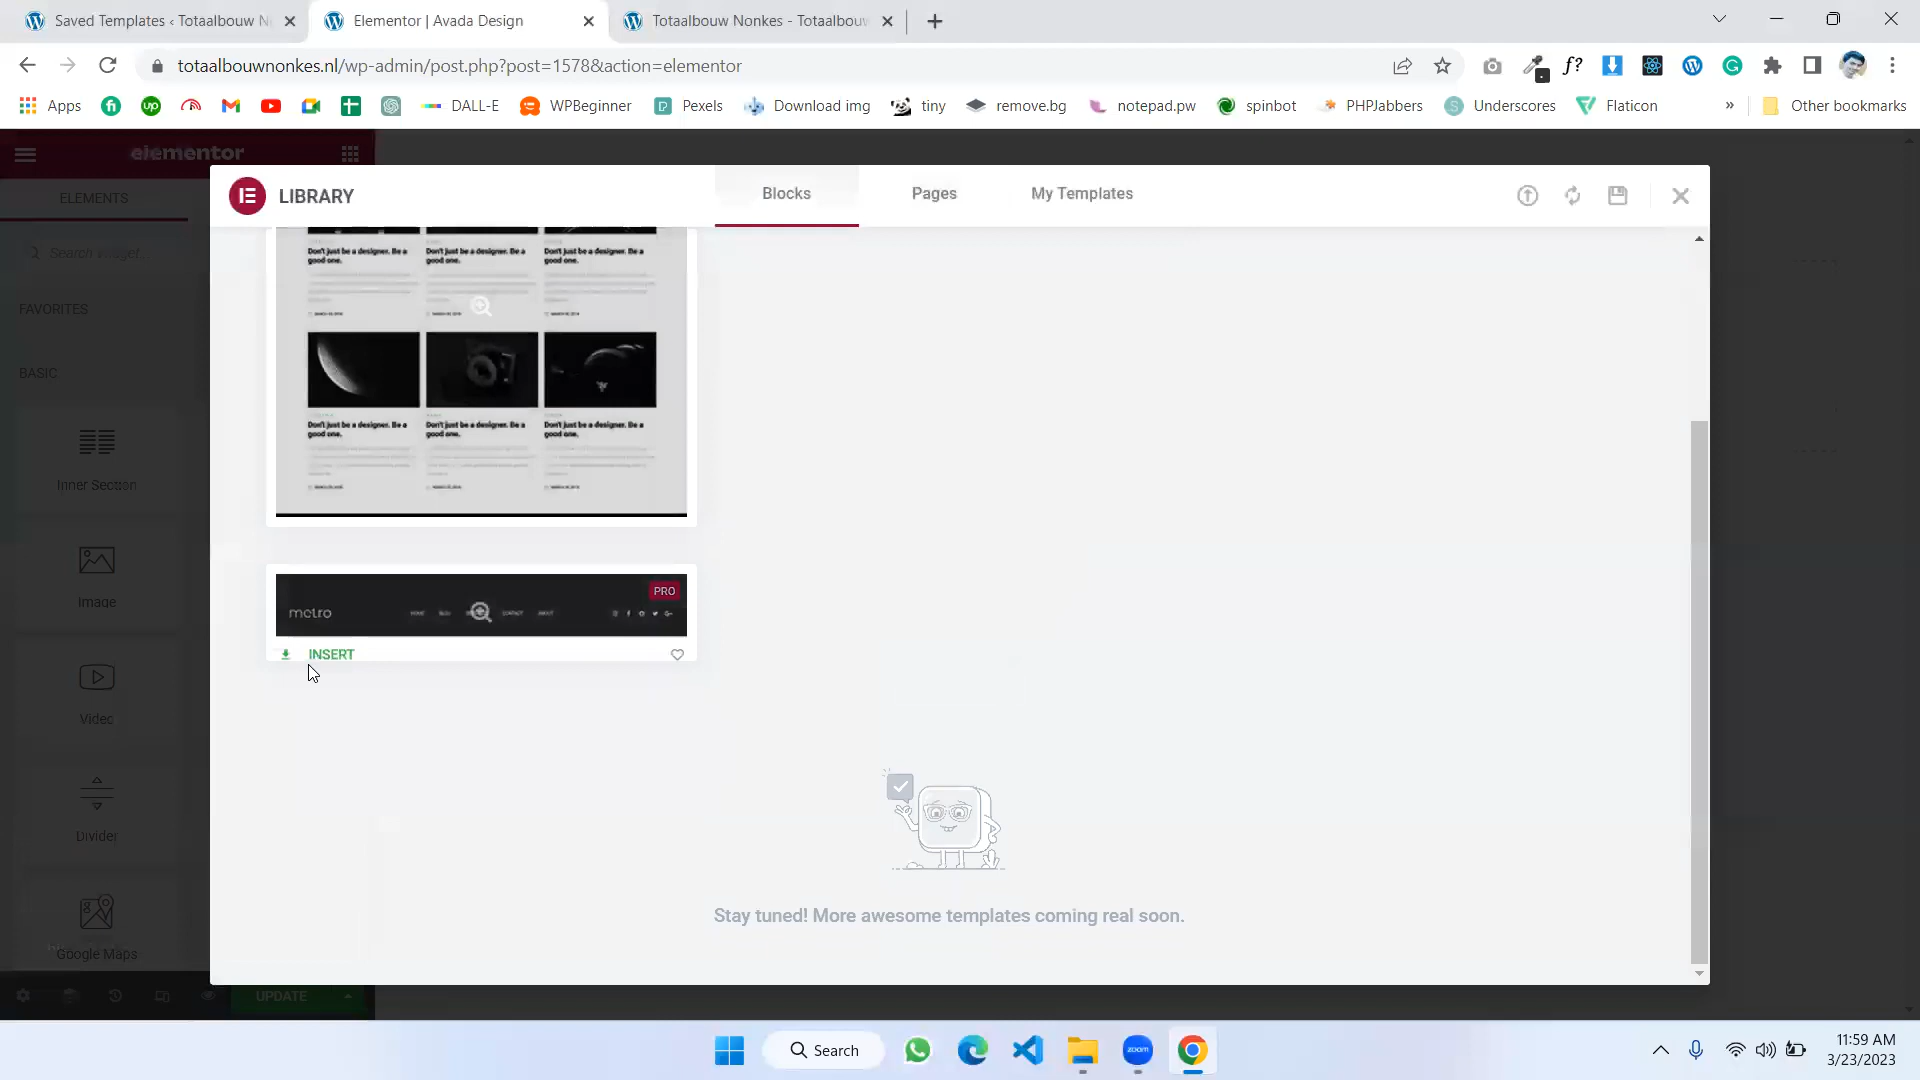 Saved Templates ‹ Totaalbouw N
Elementor | Avada Design
Totaalbouw Nonkes - Totaalbouw
totaalbouwnonkes.nl/wp-admin/post.php?post=1578&action=elementor
Apps
DALL-E
WPBeginner
Pexels
Download img
tiny
remove.bg
notepad.pw
spinbot
PHPJabbers
Underscores
Flaticon
»
Other bookmarks
elementor
ELEMENTS
Search Widget...
FAVORITES
BASIC
Inner Section
Image
Video
Divider
Google Maps
UPDATE
LIBRARY
Blocks
Pages
My Templates
Don't just be a designer. Be a
good one.
Don't just be a designer. Be a
good one.
Don't just be a designer. Be a
good one.
Don't just be a designer. Be a
good one.
Don't just be a designer. Be a
good one.
Don't just be a designer. Be a
good one.
PRO
metro
HOME
BLOG
CONTACT
ABOUT
INSERT
Stay tuned! More awesome templates coming real soon.
Search
zoom
11:59 AM
3/23/2023